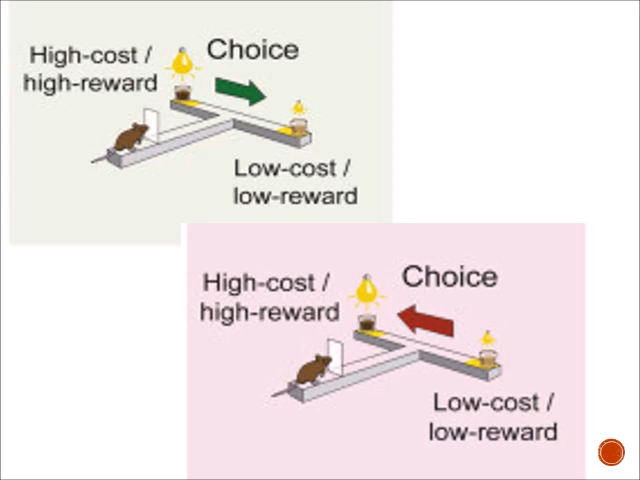 High-cost /
high-reward
Choice
Low-cost /
low-reward
High-cost /
high-reward
Choice
Low-cost /
low-reward